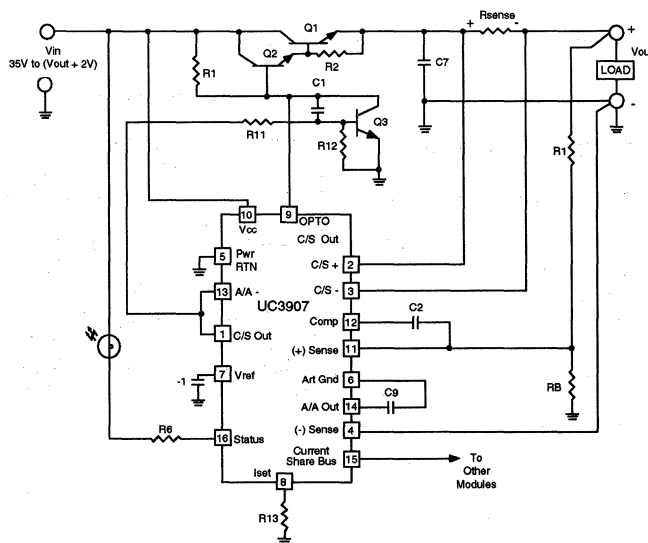 Q1
Rsense
+
-
+
Vin
35V to (Vout + 2V)
Q2
R2
R1
C1
C7
Vou
LOAD
-
Q3
R11
R12
R1
10
Vcc
9
OPTO
C/S Out
5
Pwr
RTN
C/S +
2
13
A/A -
C/S -
3
UC3907
Comp
12
C2
1
C/S Out
(+) Sense
11
7
Vref
-1
Art Gnd
6
RB
A/A Out
14
C9
R6
16
Status
(-) Sense
4
Current
Share Bus
15
To
Other
Modules
Iset
8
R13